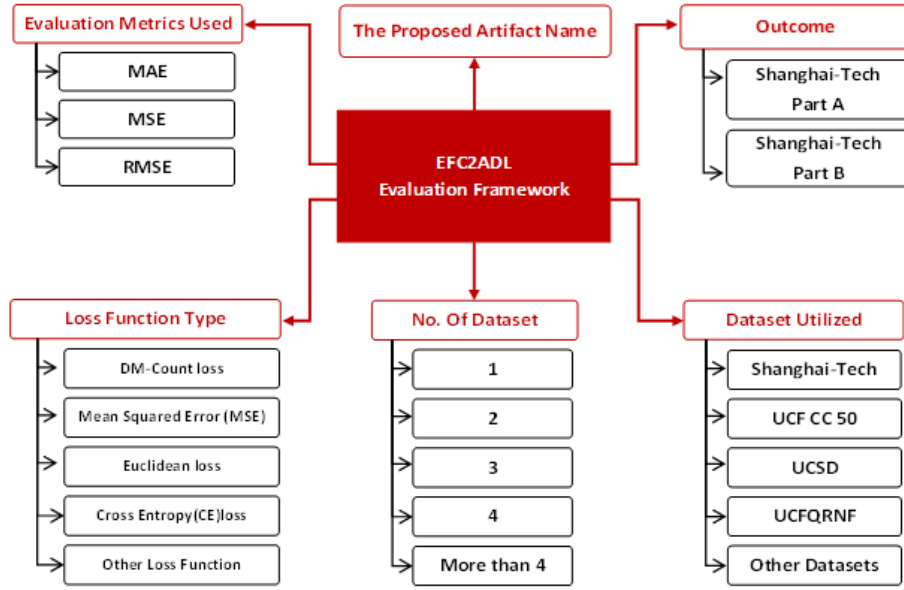 Evaluation Metrics Used
MAE
MSE
RMSE
The Proposed Artifact Name
Outcome
Shanghai-Tech
Part A
Shanghai-Tech
Part B
EFC2ADL
Evaluation Framework
Loss Function Type
DM-Count loss
Mean Squared Error (MSE)
Euclidean loss
Cross Entropy(CE)loss
Other Loss Function
No. Of Dataset
1
2
3
4
More than 4
Dataset Utilized
Shanghai-Tech
UCF CC 50
UCSD
UCFQRNF
Other Datasets